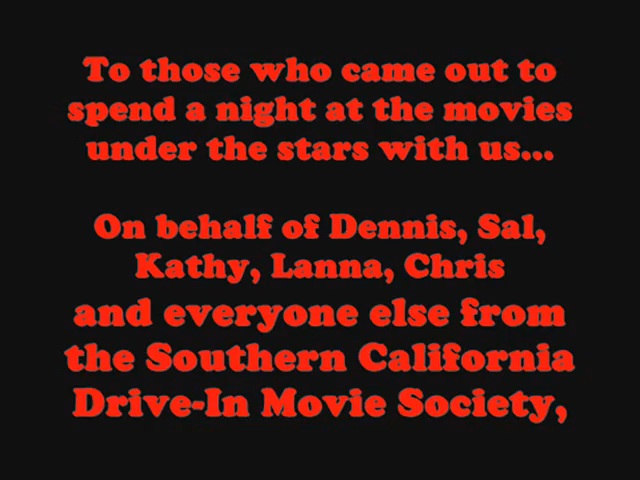 To those who came out to
spend a night at the movies
under the stars with us...
On behalf of Dennis, Sal,
Kathy, Lanna, Chris
and everyone else from
the Southern California
Drive-In Movie Society,